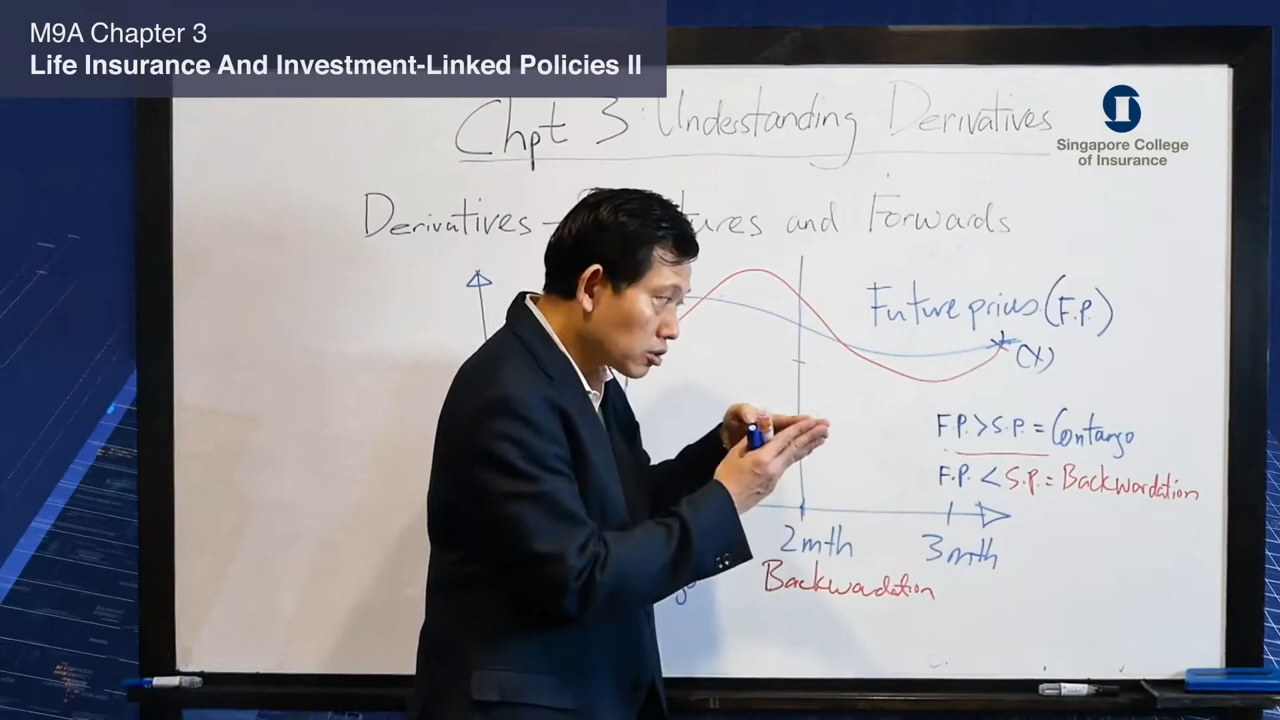 M9A Chapter 3
Life Insurance And Investment-Linked Policies II
Chpt 3: Understanding Derivatives
Singapore College
of Insurance
Derivatives - tures and Forwards
Future prices (F.P.)
(X)
F.P. > S.P. = Contango
F.P. < S.P. = Backwardation
2mth 3mth
Backwardation